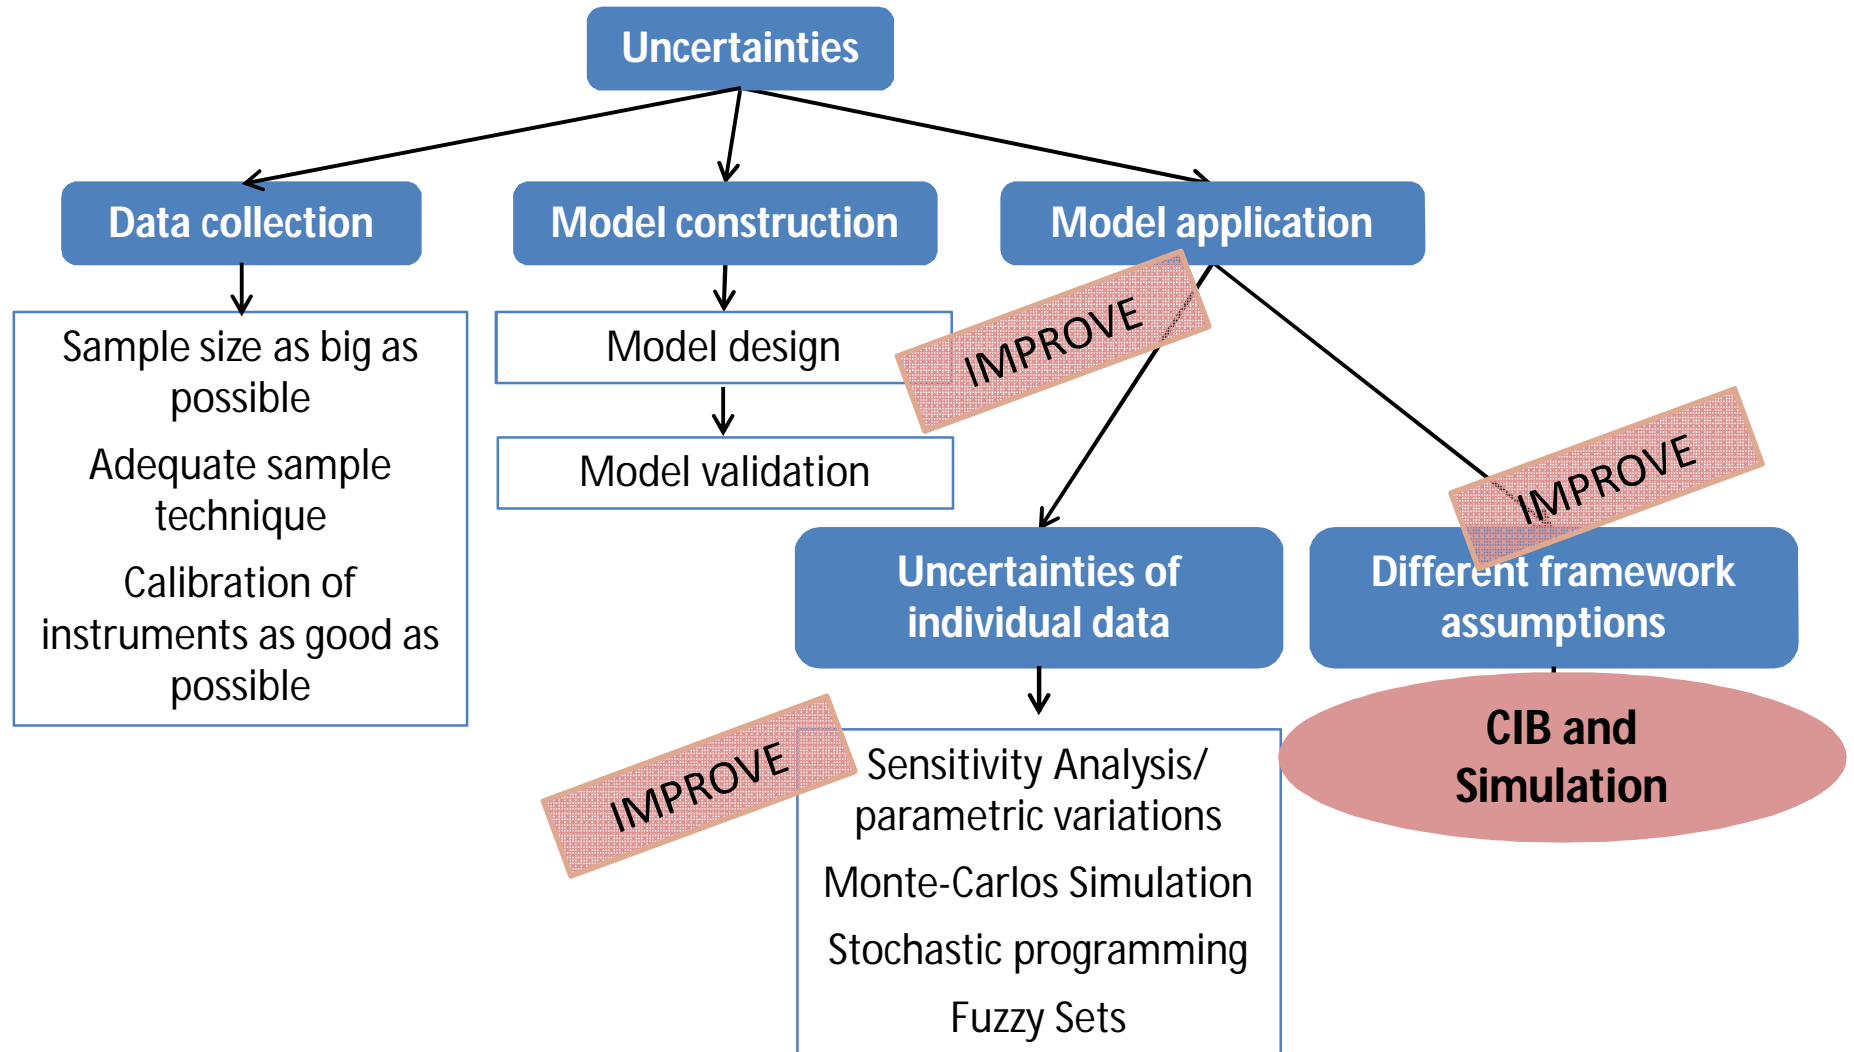 Uncertainties
Data collection
Model construction
Model application
Sample size as big as
possible
Adequate sample
technique
Calibration of
instruments as good as
possible
Model design
Model validation
IMPROVE
IMPROVE
Uncertainties of
individual data
Different framework
assumptions
IMPROVE
Sensitivity Analysis/
parametric variations
Monte-Carlos Simulation
Stochastic programming
Fuzzy Sets
CIB and
Simulation